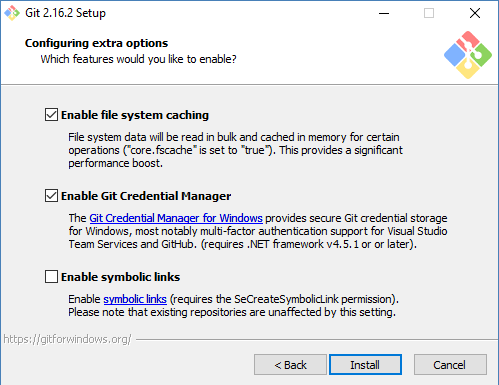 Git 2.16.2 Setup
Configuring extra options
Which features would you like to enable?
Enable file system caching
File system data will be read in bulk and cached in memory for certain
operations ("core.fscache" is set to "true"). This provides a significant
performance boost.
Enable Git Credential Manager
The Git Credential Manager for Windows provides secure Git credential storage
for Windows, most notably multi-factor authentication support for Visual Studio
Team Services and GitHub. (requires .NET framework v4.5.1 or or later).
Enable symbolic links
Enable symbolic links (requires the SeCreateSymbolicLink permission).
Please note that existing repositories are unaffected by this setting.
https://gitforwindows.org/
< Back
Install
Cancel